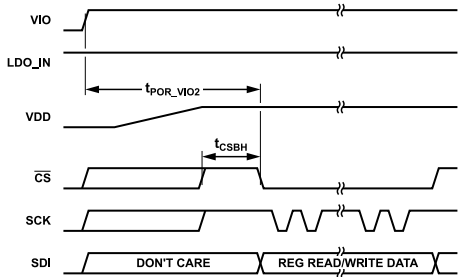 VIO
LDO_IN
tPOR_VIO2
VDD
tCSBH
CS
SCK
SDI DON'T CARE REG READ/WRITE DATA